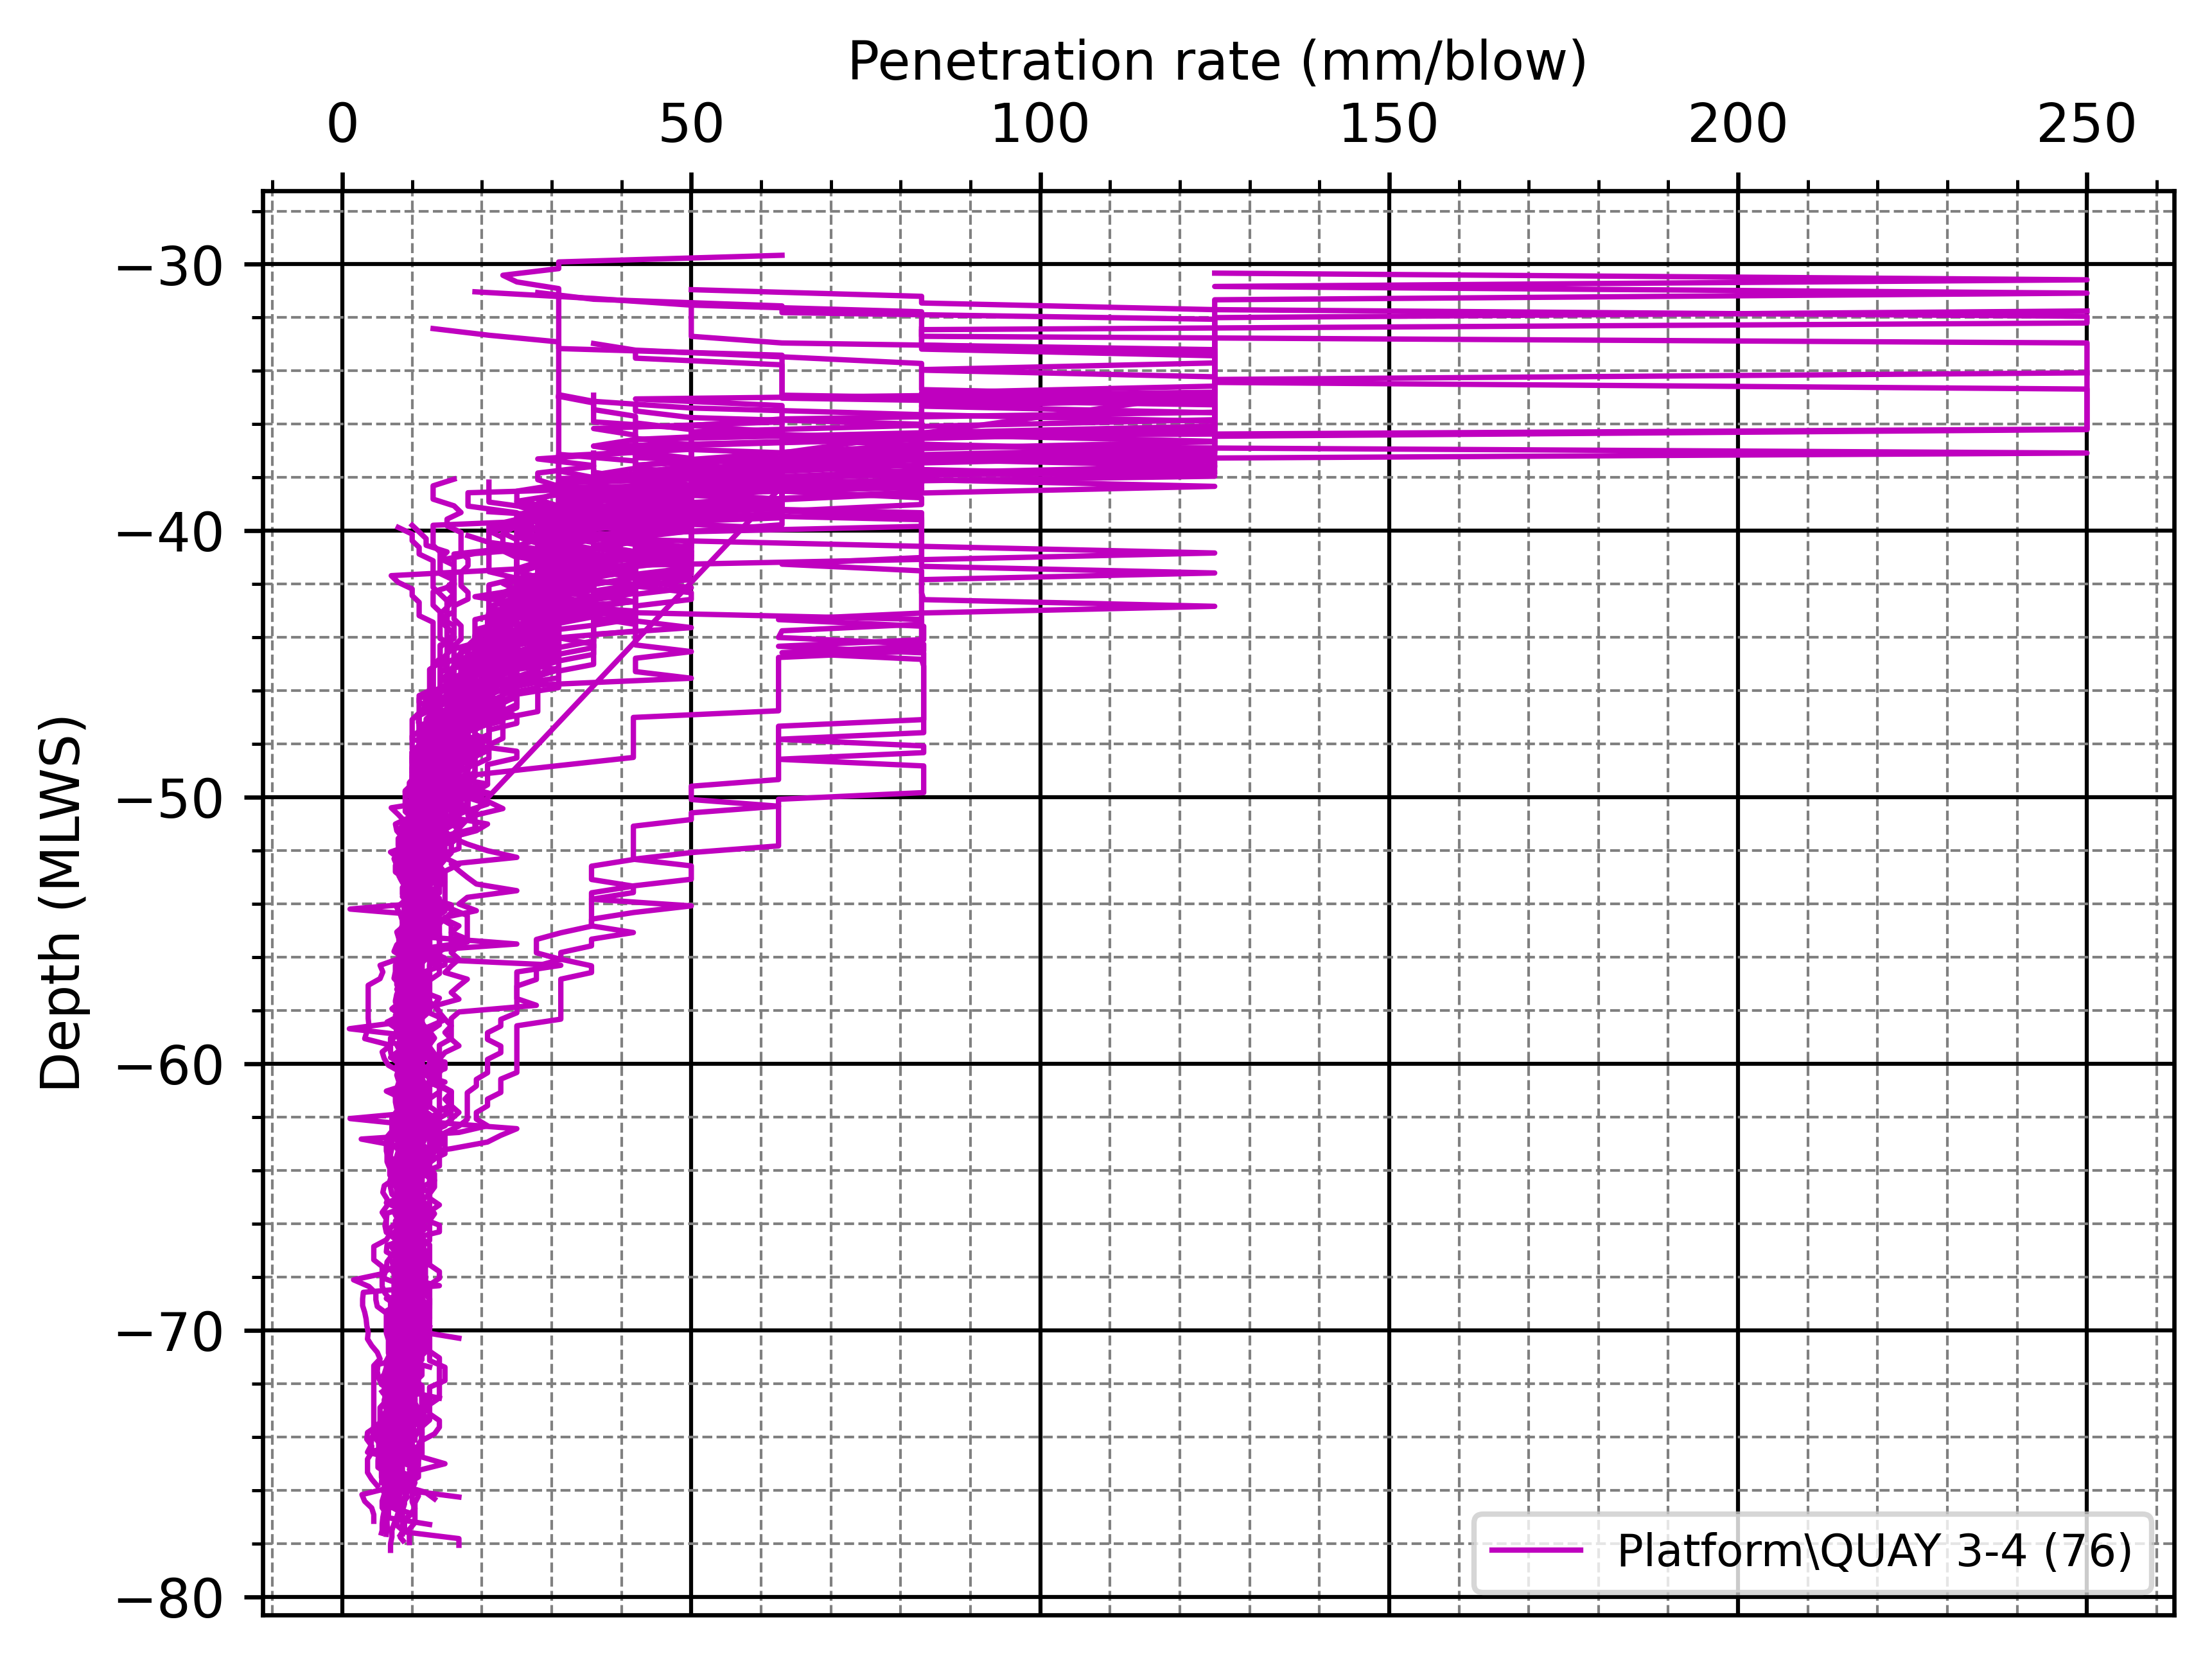 Penetration rate (mm/blow)
0 50 100 150 200 250
−30
−40
−50
−60
−70
−80
Depth (MLWS)
Platform\QUAY 3-4 (76)